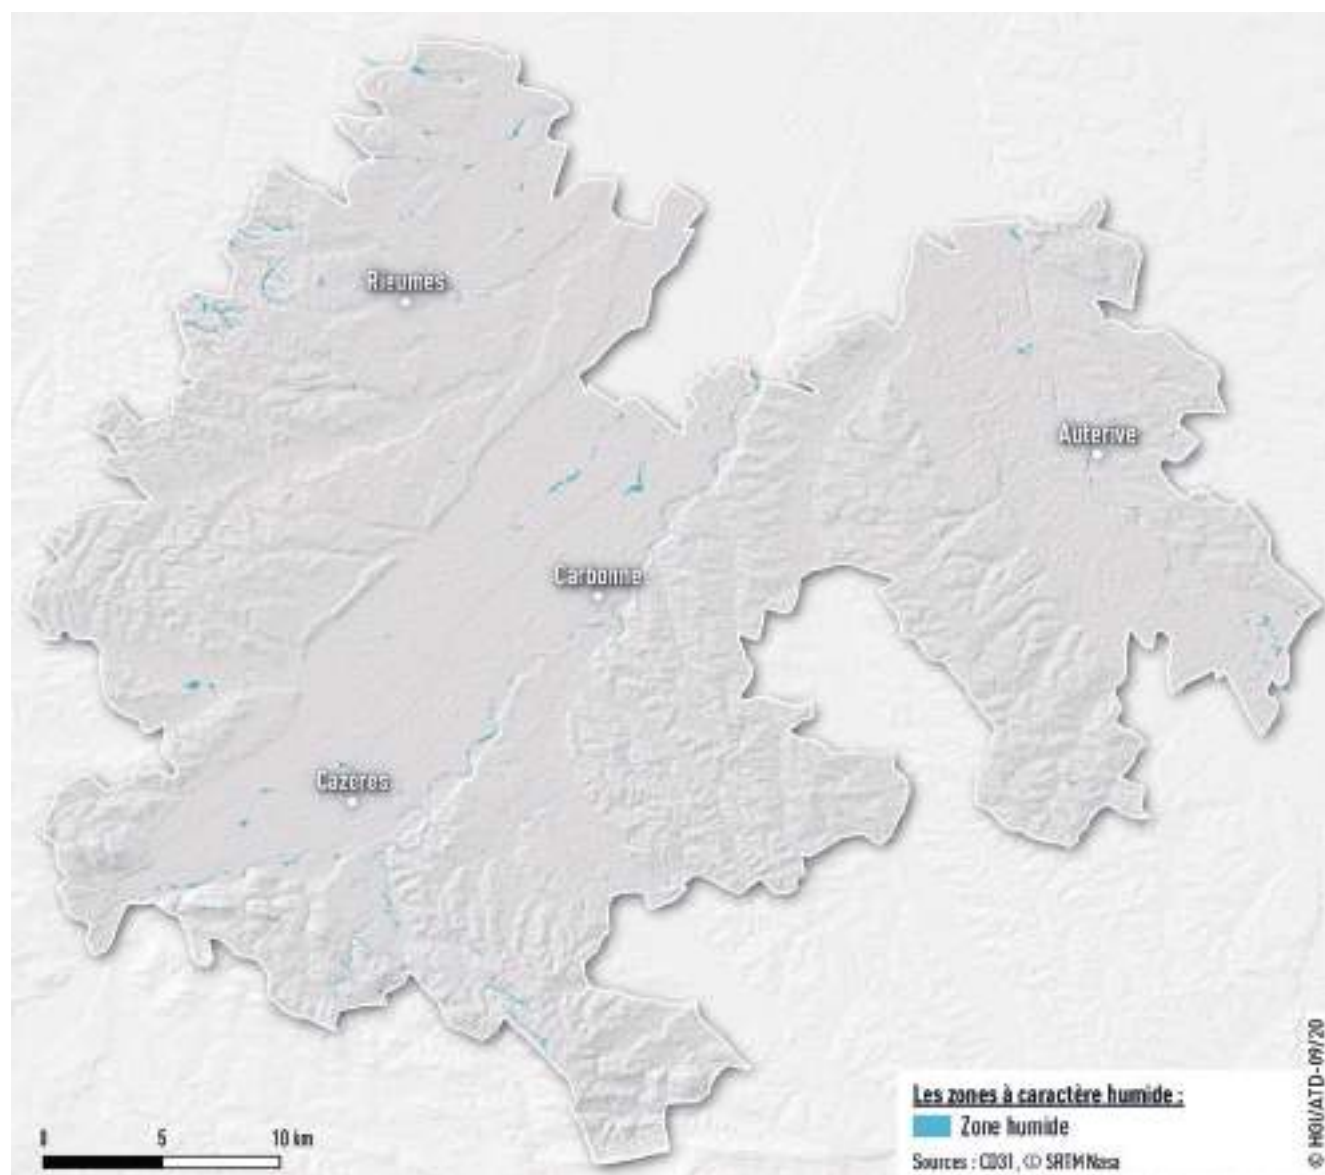 Rieumes
Auterive
Carbonne
Cazères
0 5 10 km
Les zones à caractère humide :
Zone humide
Sources : CD31, © SRTM Nasa
© HGI/ATD-09/20